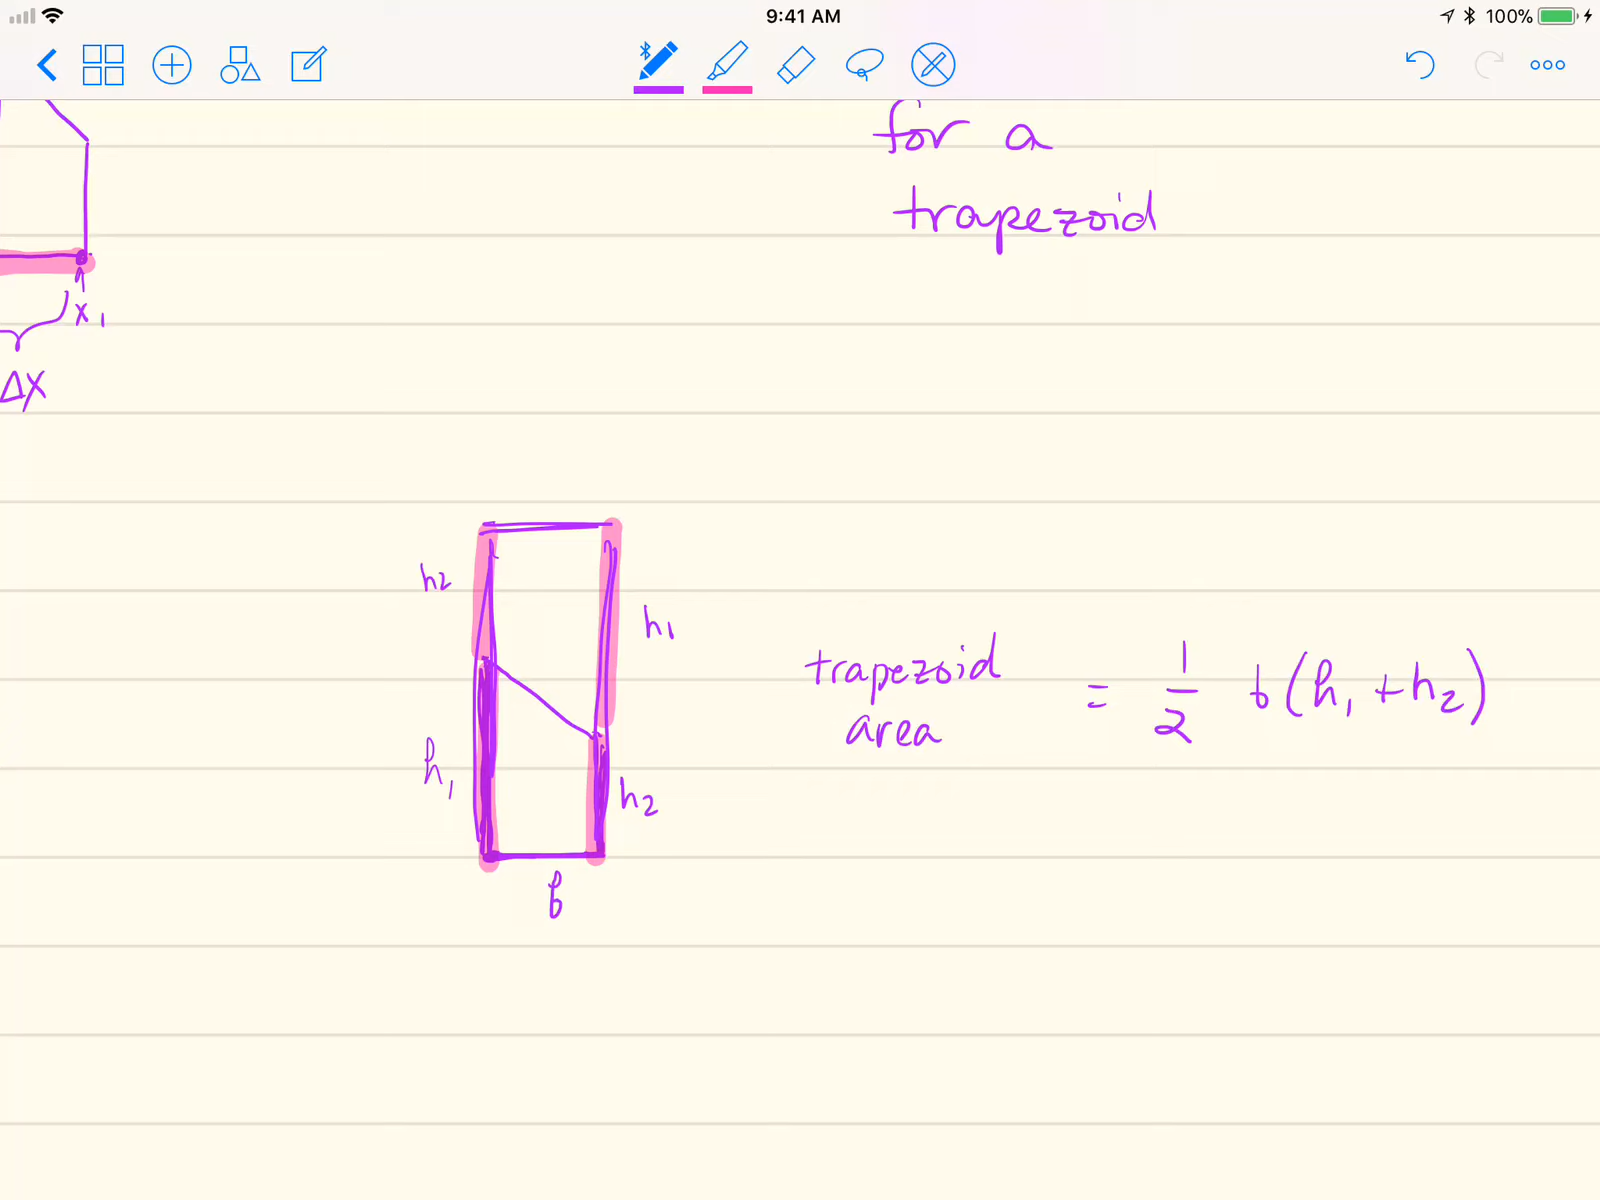 9:41 AM
100%
for a
trapezoid
x₁
Δx
h2
h₁
h₁
h2
b
trapezoid
area
= 1/2 b(h₁ + h₂)